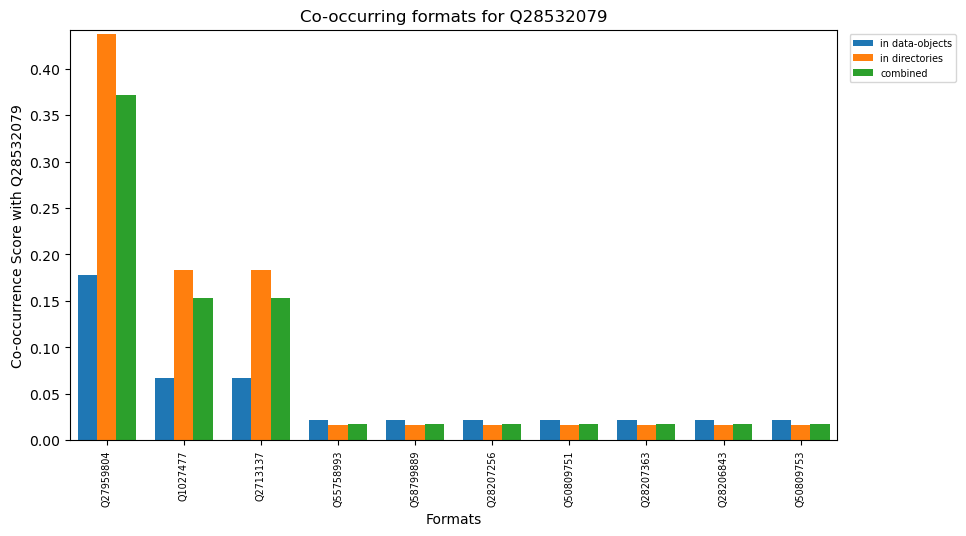 Co-occurring formats for Q28532079
in data-objects
in directories
combined
Co-occurrence Score with Q28532079
0.40
0.35
0.30
0.25
0.20
0.15
0.10
0.05
0.00
Q27959804
Q1027477
Q2713137
Q55758993
Q58799889
Q28207256
Q50809751
Q28207363
Q28206843
Q50809753
Formats